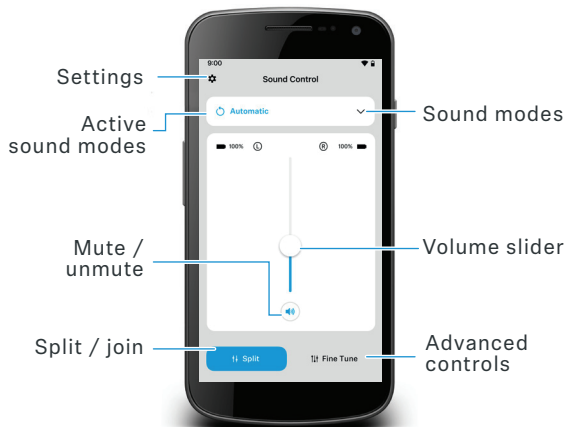 9:00
Settings
Sound Control
Active
sound modes
Automatic
Sound modes
100% L
R 100%
Mute /
unmute
Volume slider
Split / join
Split
Fine Tune
Advanced
controls